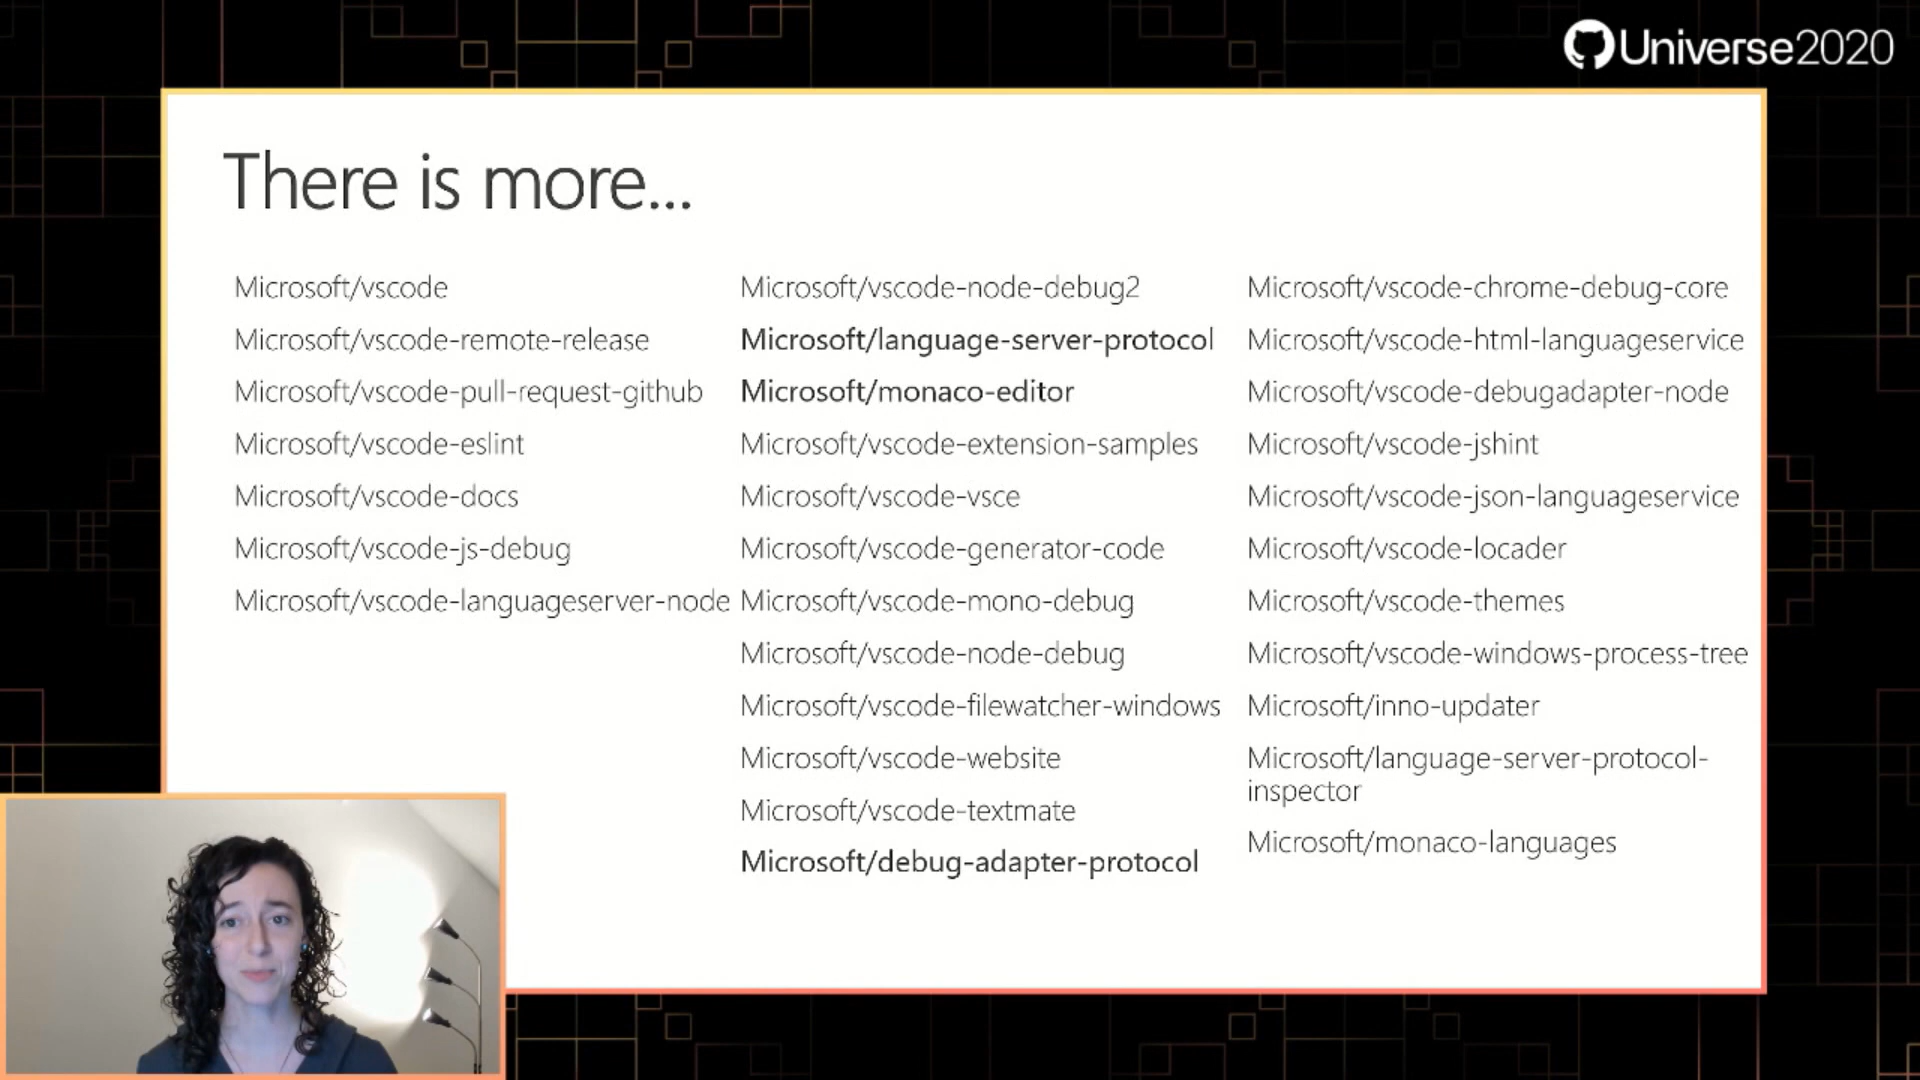 Universe2020
There is more...
Microsoft/vscode
Microsoft/vscode-remote-release
Microsoft/vscode-pull-request-github
Microsoft/vscode-eslint
Microsoft/vscode-docs
Microsoft/vscode-js-debug
Microsoft/vscode-languageserver-node
Microsoft/vscode-node-debug2
Microsoft/language-server-protocol
Microsoft/monaco-editor
Microsoft/vscode-extension-samples
Microsoft/vscode-vsce
Microsoft/vscode-generator-code
Microsoft/vscode-mono-debug
Microsoft/vscode-node-debug
Microsoft/vscode-filewatcher-windows
Microsoft/vscode-website
Microsoft/vscode-textmate
Microsoft/debug-adapter-protocol
Microsoft/vscode-chrome-debug-core
Microsoft/vscode-html-languageservice
Microsoft/vscode-debugadapter-node
Microsoft/vscode-jshint
Microsoft/vscode-json-languageservice
Microsoft/vscode-locader
Microsoft/vscode-themes
Microsoft/vscode-windows-process-tree
Microsoft/inno-updater
Microsoft/language-server-protocol-
inspector
Microsoft/monaco-languages